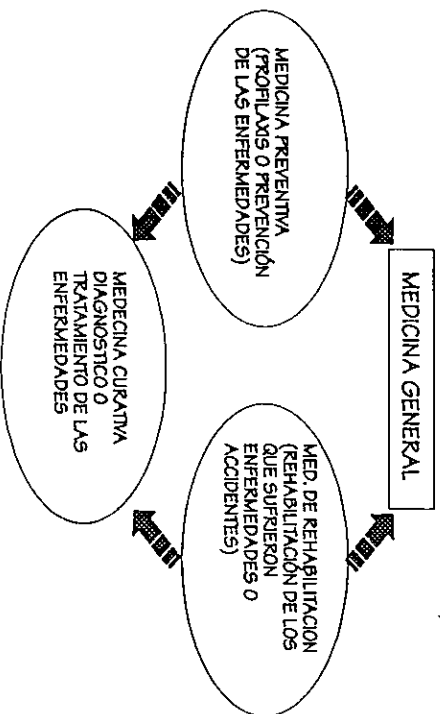 MEDICINA GENERAL
MEDICINA PREVENTIVA
(PROFILAXIS O PREVENCIÓN
DE LAS ENFERMEDADES)
MED. DE REHABILITACION
(REHABILITACIÓN DE LOS
QUE SUFRIERON
ENFERMEDADES O
ACCIDENTES)
MEDECINA CURATIVA
DIAGNOSTICO O
TRATAMIENTO DE LAS
ENFERMEDADES